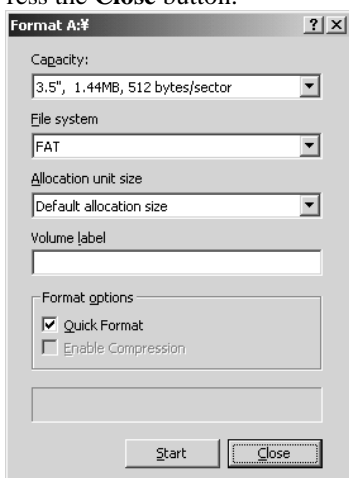 ress the Close button.
Format A:¥
? ×
Capacity:
3.5", 1.44MB, 512 bytes/sector
File system
FAT
Allocation unit size
Default allocation size
Volume label
Format options
Quick Format
Enable Compression
Start Close